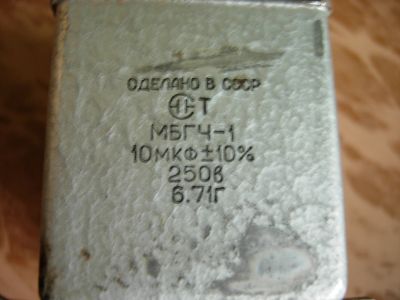 СДЕЛАНО В СССР
Т
МБГЧ-1
10МКФ±10%
250В
6.71Г